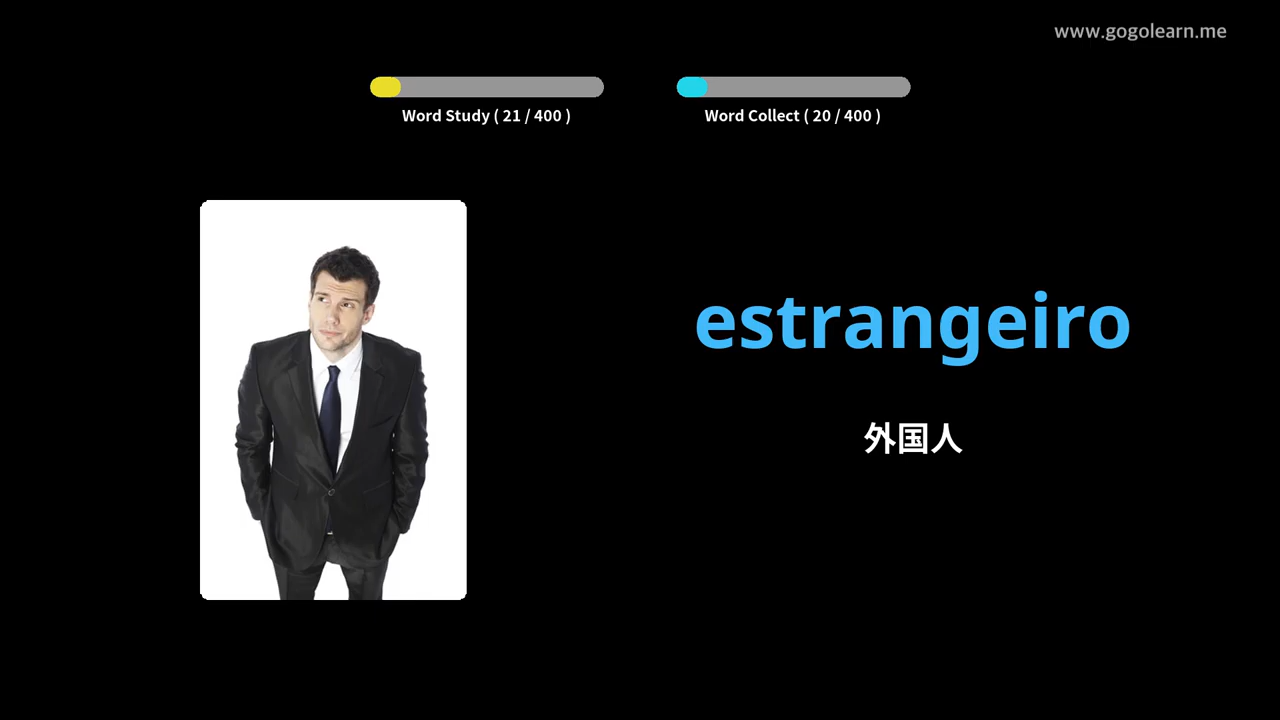 www.gogolearn.me
Word Study ( 21 / 400 )
Word Collect ( 20 / 400 )
estrangeiro
外国人